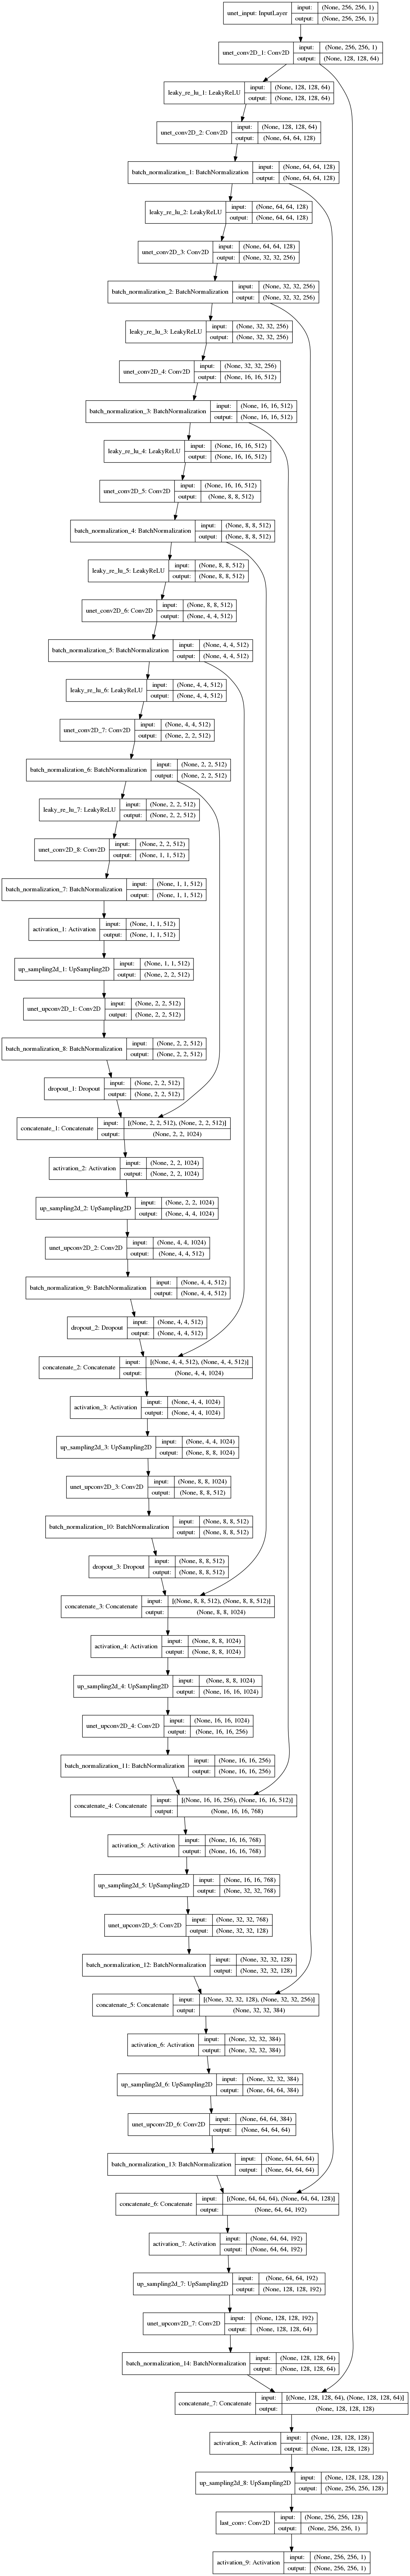 unet_input: InputLayer input: (None, 256, 256, 1)
output: (None, 256, 256, 1)
unet_conv2D_1: Conv2D input: (None, 256, 256, 1)
output: (None, 128, 128, 64)
leaky_re_lu_1: LeakyReLU input: (None, 128, 128, 64)
output: (None, 128, 128, 64)
unet_conv2D_2: Conv2D input: (None, 128, 128, 64)
output: (None, 64, 64, 128)
batch_normalization_1: BatchNormalization input: (None, 64, 64, 128)
output: (None, 64, 64, 128)
leaky_re_lu_2: LeakyReLU input: (None, 64, 64, 128)
output: (None, 64, 64, 128)
unet_conv2D_3: Conv2D input: (None, 64, 64, 128)
output: (None, 32, 32, 256)
batch_normalization_2: BatchNormalization input: (None, 32, 32, 256)
output: (None, 32, 32, 256)
leaky_re_lu_3: LeakyReLU input: (None, 32, 32, 256)
output: (None, 32, 32, 256)
unet_conv2D_4: Conv2D input: (None, 32, 32, 256)
output: (None, 16, 16, 512)
batch_normalization_3: BatchNormalization input: (None, 16, 16, 512)
output: (None, 16, 16, 512)
leaky_re_lu_4: LeakyReLU input: (None, 16, 16, 512)
output: (None, 16, 16, 512)
unet_conv2D_5: Conv2D input: (None, 16, 16, 512)
output: (None, 8, 8, 512)
batch_normalization_4: BatchNormalization input: (None, 8, 8, 512)
output: (None, 8, 8, 512)
leaky_re_lu_5: LeakyReLU input: (None, 8, 8, 512)
output: (None, 8, 8, 512)
unet_conv2D_6: Conv2D input: (None, 8, 8, 512)
output: (None, 4, 4, 512)
batch_normalization_5: BatchNormalization input: (None, 4, 4, 512)
output: (None, 4, 4, 512)
leaky_re_lu_6: LeakyReLU input: (None, 4, 4, 512)
output: (None, 4, 4, 512)
unet_conv2D_7: Conv2D input: (None, 4, 4, 512)
output: (None, 2, 2, 512)
batch_normalization_6: BatchNormalization input: (None, 2, 2, 512)
output: (None, 2, 2, 512)
leaky_re_lu_7: LeakyReLU input: (None, 2, 2, 512)
output: (None, 2, 2, 512)
unet_conv2D_8: Conv2D input: (None, 2, 2, 512)
output: (None, 1, 1, 512)
batch_normalization_7: BatchNormalization input: (None, 1, 1, 512)
output: (None, 1, 1, 512)
activation_1: Activation input: (None, 1, 1, 512)
output: (None, 1, 1, 512)
up_sampling2d_1: UpSampling2D input: (None, 1, 1, 512)
output: (None, 2, 2, 512)
unet_upconv2D_1: Conv2D input: (None, 2, 2, 512)
output: (None, 2, 2, 512)
batch_normalization_8: BatchNormalization input: (None, 2, 2, 512)
output: (None, 2, 2, 512)
dropout_1: Dropout input: (None, 2, 2, 512)
output: (None, 2, 2, 512)
concatenate_1: Concatenate input: [(None, 2, 2, 512), (None, 2, 2, 512)]
output: (None, 2, 2, 1024)
activation_2: Activation input: (None, 2, 2, 1024)
output: (None, 2, 2, 1024)
up_sampling2d_2: UpSampling2D input: (None, 2, 2, 1024)
output: (None, 4, 4, 1024)
unet_upconv2D_2: Conv2D input: (None, 4, 4, 1024)
output: (None, 4, 4, 512)
batch_normalization_9: BatchNormalization input: (None, 4, 4, 512)
output: (None, 4, 4, 512)
dropout_2: Dropout input: (None, 4, 4, 512)
output: (None, 4, 4, 512)
concatenate_2: Concatenate input: [(None, 4, 4, 512), (None, 4, 4, 512)]
output: (None, 4, 4, 1024)
activation_3: Activation input: (None, 4, 4, 1024)
output: (None, 4, 4, 1024)
up_sampling2d_3: UpSampling2D input: (None, 4, 4, 1024)
output: (None, 8, 8, 1024)
unet_upconv2D_3: Conv2D input: (None, 8, 8, 1024)
output: (None, 8, 8, 512)
batch_normalization_10: BatchNormalization input: (None, 8, 8, 512)
output: (None, 8, 8, 512)
dropout_3: Dropout input: (None, 8, 8, 512)
output: (None, 8, 8, 512)
concatenate_3: Concatenate input: [(None, 8, 8, 512), (None, 8, 8, 512)]
output: (None, 8, 8, 1024)
activation_4: Activation input: (None, 8, 8, 1024)
output: (None, 8, 8, 1024)
up_sampling2d_4: UpSampling2D input: (None, 8, 8, 1024)
output: (None, 16, 16, 1024)
unet_upconv2D_4: Conv2D input: (None, 16, 16, 1024)
output: (None, 16, 16, 256)
batch_normalization_11: BatchNormalization input: (None, 16, 16, 256)
output: (None, 16, 16, 256)
concatenate_4: Concatenate input: [(None, 16, 16, 256), (None, 16, 16, 512)]
output: (None, 16, 16, 768)
activation_5: Activation input: (None, 16, 16, 768)
output: (None, 16, 16, 768)
up_sampling2d_5: UpSampling2D input: (None, 16, 16, 768)
output: (None, 32, 32, 768)
unet_upconv2D_5: Conv2D input: (None, 32, 32, 768)
output: (None, 32, 32, 128)
batch_normalization_12: BatchNormalization input: (None, 32, 32, 128)
output: (None, 32, 32, 128)
concatenate_5: Concatenate input: [(None, 32, 32, 128), (None, 32, 32, 256)]
output: (None, 32, 32, 384)
activation_6: Activation input: (None, 32, 32, 384)
output: (None, 32, 32, 384)
up_sampling2d_6: UpSampling2D input: (None, 32, 32, 384)
output: (None, 64, 64, 384)
unet_upconv2D_6: Conv2D input: (None, 64, 64, 384)
output: (None, 64, 64, 64)
batch_normalization_13: BatchNormalization input: (None, 64, 64, 64)
output: (None, 64, 64, 64)
concatenate_6: Concatenate input: [(None, 64, 64, 64), (None, 64, 64, 128)]
output: (None, 64, 64, 192)
activation_7: Activation input: (None, 64, 64, 192)
output: (None, 64, 64, 192)
up_sampling2d_7: UpSampling2D input: (None, 64, 64, 192)
output: (None, 128, 128, 192)
unet_upconv2D_7: Conv2D input: (None, 128, 128, 192)
output: (None, 128, 128, 64)
batch_normalization_14: BatchNormalization input: (None, 128, 128, 64)
output: (None, 128, 128, 64)
concatenate_7: Concatenate input: [(None, 128, 128, 64), (None, 128, 128, 64)]
output: (None, 128, 128, 128)
activation_8: Activation input: (None, 128, 128, 128)
output: (None, 128, 128, 128)
up_sampling2d_8: UpSampling2D input: (None, 128, 128, 128)
output: (None, 256, 256, 128)
last_conv: Conv2D input: (None, 256, 256, 128)
output: (None, 256, 256, 1)
activation_9: Activation input: (None, 256, 256, 1)
output: (None, 256, 256, 1)